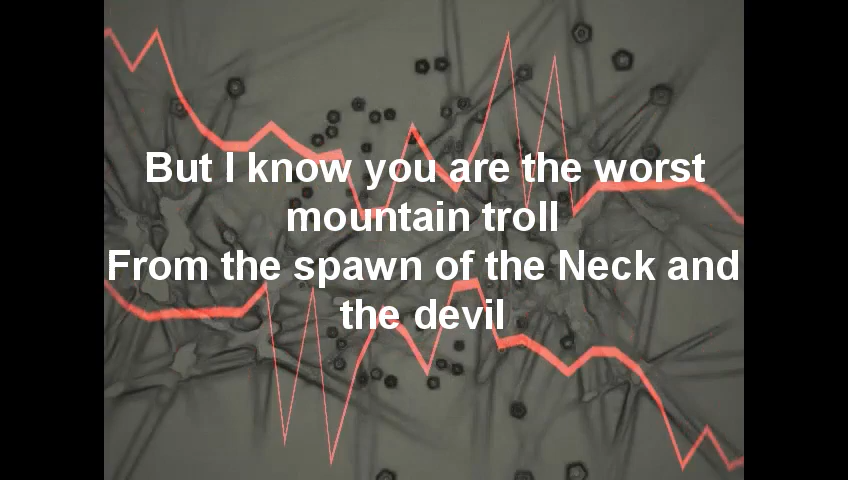 But I know you are the worst
mountain troll
From the spawn of the Neck and
the devil